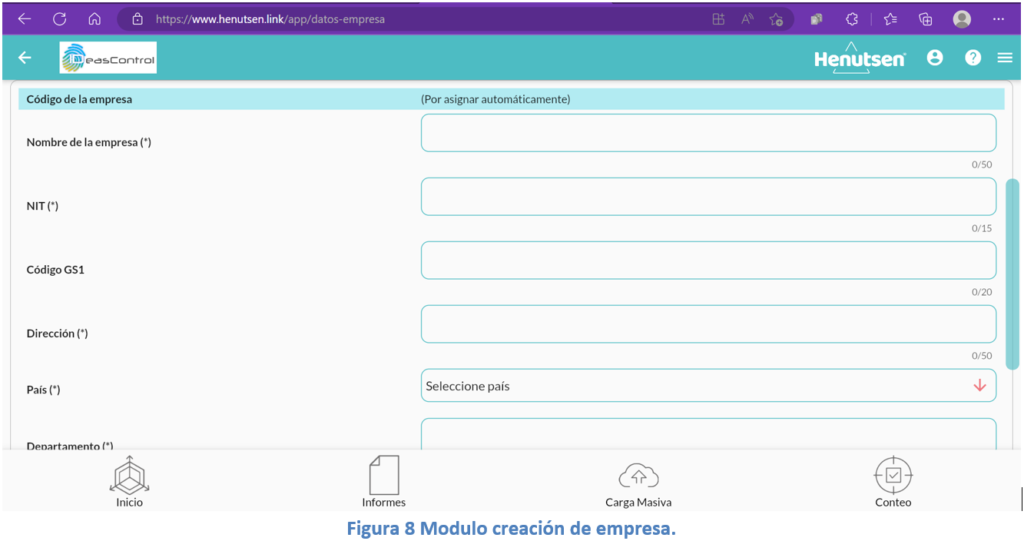 https://www.henutsen.link/app/datos-empresa
easControl
Henutsen
Código de la empresa (Por asignar automáticamente)
Nombre de la empresa (*)
0/50
NIT (*)
0/15
Código GS1
0/20
Dirección (*)
0/50
País (*) Seleccione país
Departamento (*)
Inicio Informes Carga Masiva Conteo
Figura 8 Modulo creación de empresa.